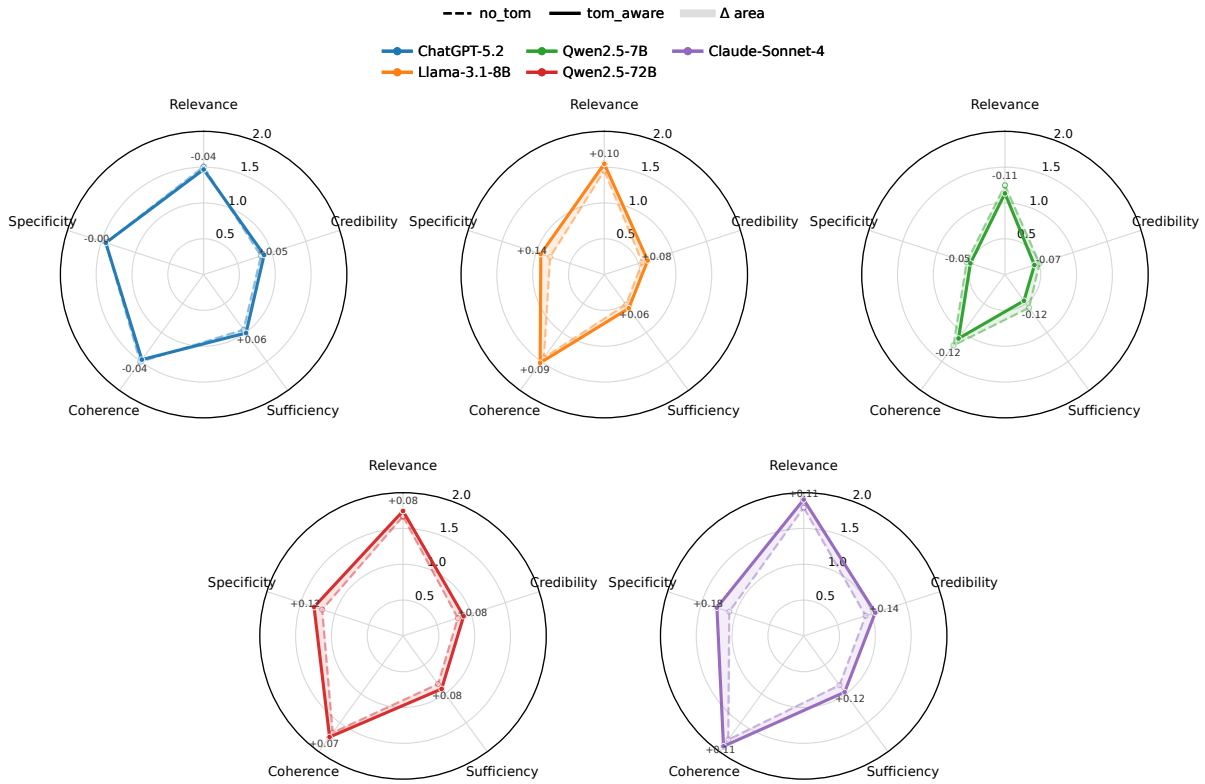 no_tom tom_aware Δ area
ChatGPT-5.2 Qwen2.5-7B Claude-Sonnet-4
Llama-3.1-8B Qwen2.5-72B
Relevance
2.0
-0.04
1.5
1.0
Specificity
Credibility
-0.00
0.5
-0.05
+0.06
-0.04
Coherence
Sufficiency
Relevance
2.0
+0.10
1.5
1.0
Specificity
Credibility
0.5
+0.14
+0.08
+0.06
+0.09
Coherence
Sufficiency
Relevance
2.0
-0.11
1.5
1.0
Specificity
Credibility
0.5
-0.05
-0.07
-0.12
-0.12
Coherence
Sufficiency
Relevance
2.0
+0.08
1.5
1.0
Specificity
Credibility
0.5
+0.12
+0.08
+0.08
+0.07
Coherence
Sufficiency
Relevance
+0.11
2.0
1.5
1.0
Specificity
Credibility
0.5
+0.18
+0.14
+0.12
+0.11
Coherence
Sufficiency